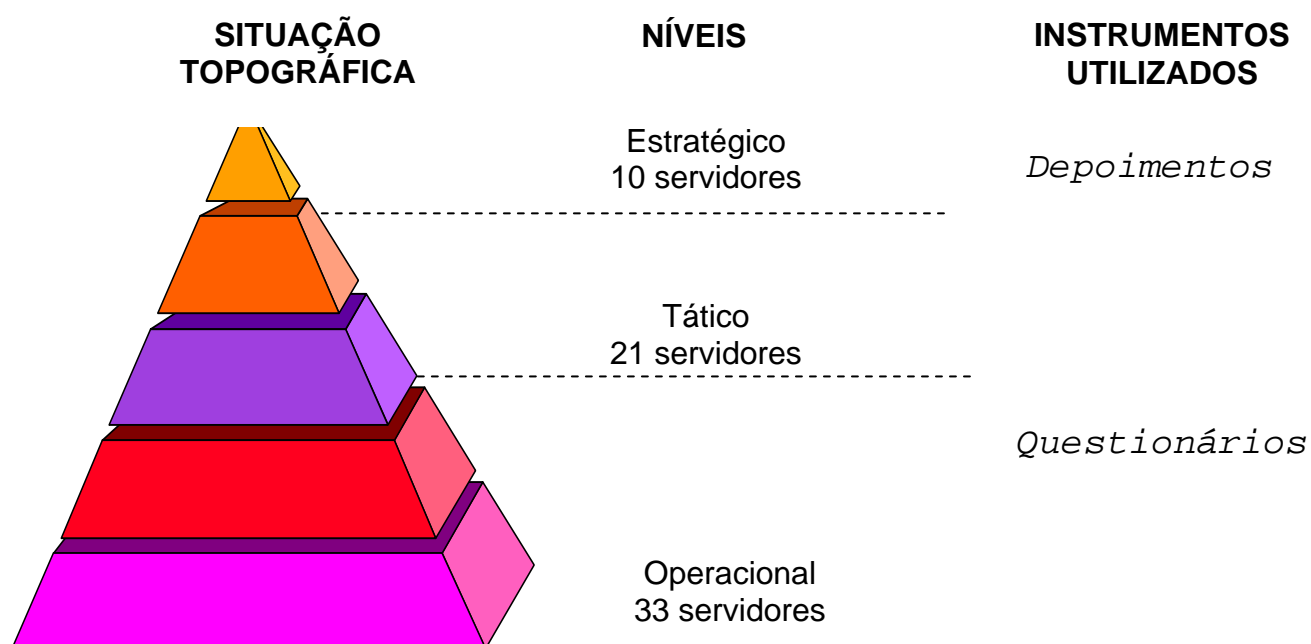 SITUAÇÃO
TOPOGRÁFICA
NÍVEIS
INSTRUMENTOS
UTILIZADOS
Estratégico
10 servidores
Depoimentos
Tático
21 servidores
Questionários
Operacional
33 servidores